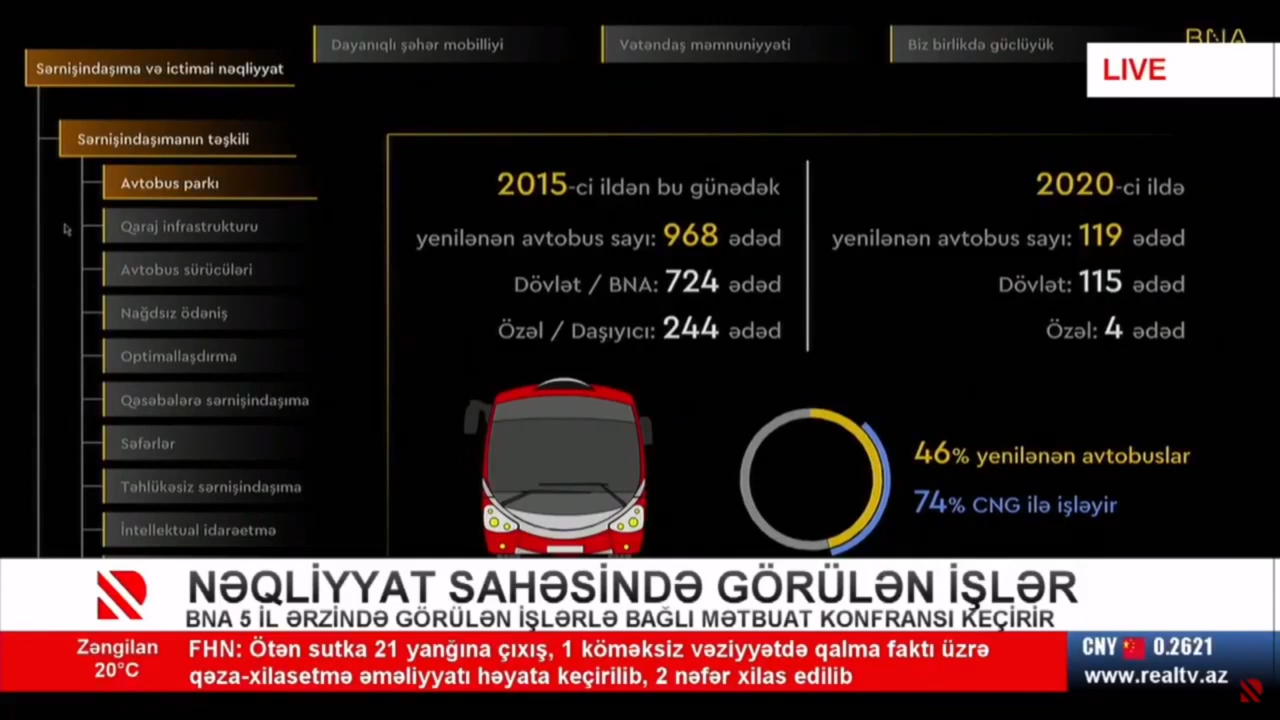 Dayanıqlı şəhər mobilliyi
Vətəndaş məmnuniyyəti
Biz birlikdə güclüyük
BNA
LIVE
Sərnişindaşıma və ictimai nəqliyyat
Sərnişindaşımanın təşkili
Avtobus parkı
Qaraj infrastrukturu
Avtobus sürücüləri
Nağdsız ödəniş
Optimallaşdırma
Qəsəbələrə sərnişindaşıma
Səfərlər
Təhlükəsiz sərnişindaşıma
İntellektual idarəetmə
2015-ci ildən bu günədək
yenilənən avtobus sayı: 968 ədəd
Dövlət / BNA: 724 ədəd
Özəl / Daşıyıcı: 244 ədəd
2020-ci ildə
yenilənən avtobus sayı: 119 ədəd
Dövlət: 115 ədəd
Özəl: 4 ədəd
46% yenilənən avtobuslar
74% CNG ilə işləyir
NƏQLİYYAT SAHƏSİNDƏ GÖRÜLƏN İŞLƏR
BNA 5 İL ƏRZİNDƏ GÖRÜLƏN İŞLƏRLƏ BAĞLI MƏTBUAT KONFRANSI KEÇİRİR
Zəngilan
20°C
FHN: Ötən sutka 21 yanğına çıxış, 1 köməksiz vəziyyətdə qalma faktı üzrə
qəza-xilasetmə əməliyyatı həyata keçirilib, 2 nəfər xilas edilib
CNY 0.2621
www.realtv.az